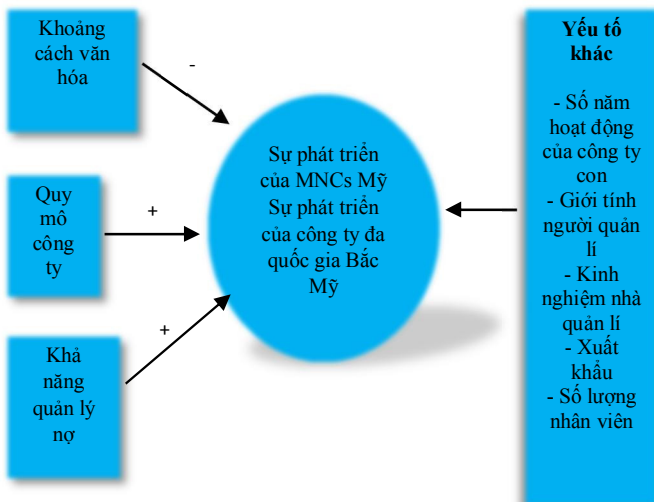 Khoảng
cách văn
hóa
-
Quy
mô
công
ty
+
Khả
năng
quản lý
nợ
+
Sự phát triển
của MNCs Mỹ
Sự phát triển
của công ty đa
quốc gia Bắc
Mỹ
Yếu tố
khác
- Số năm
hoạt động
của công ty
con
- Giới tính
người quản
lí
- Kinh
nghiệm nhà
quản lí
- Xuất
khẩu
- Số lượng
nhân viên